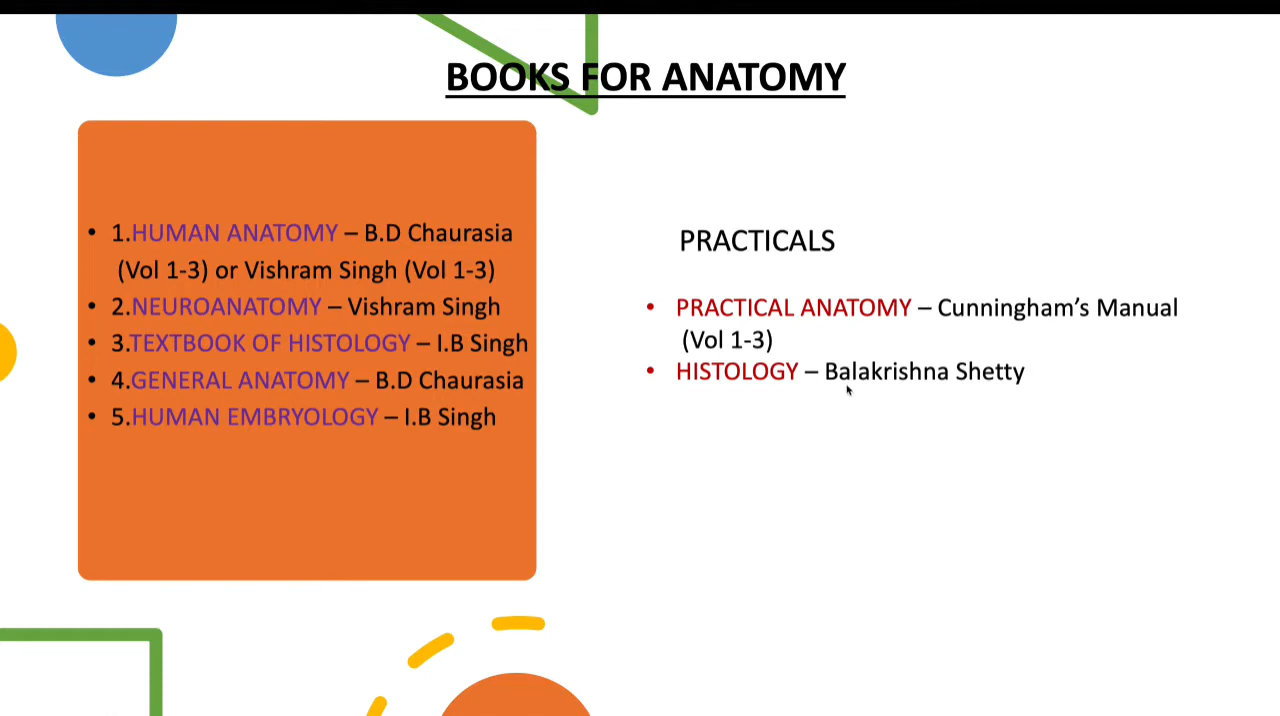 BOOKS FOR ANATOMY
• 1.HUMAN ANATOMY – B.D Chaurasia
(Vol 1-3) or Vishram Singh (Vol 1-3)
• 2.NEUROANATOMY – Vishram Singh
• 3.TEXTBOOK OF HISTOLOGY – I.B Singh
• 4.GENERAL ANATOMY – B.D Chaurasia
• 5.HUMAN EMBRYOLOGY – I.B Singh
PRACTICALS
• PRACTICAL ANATOMY – Cunningham’s Manual
(Vol 1-3)
• HISTOLOGY – Balakrishna Shetty